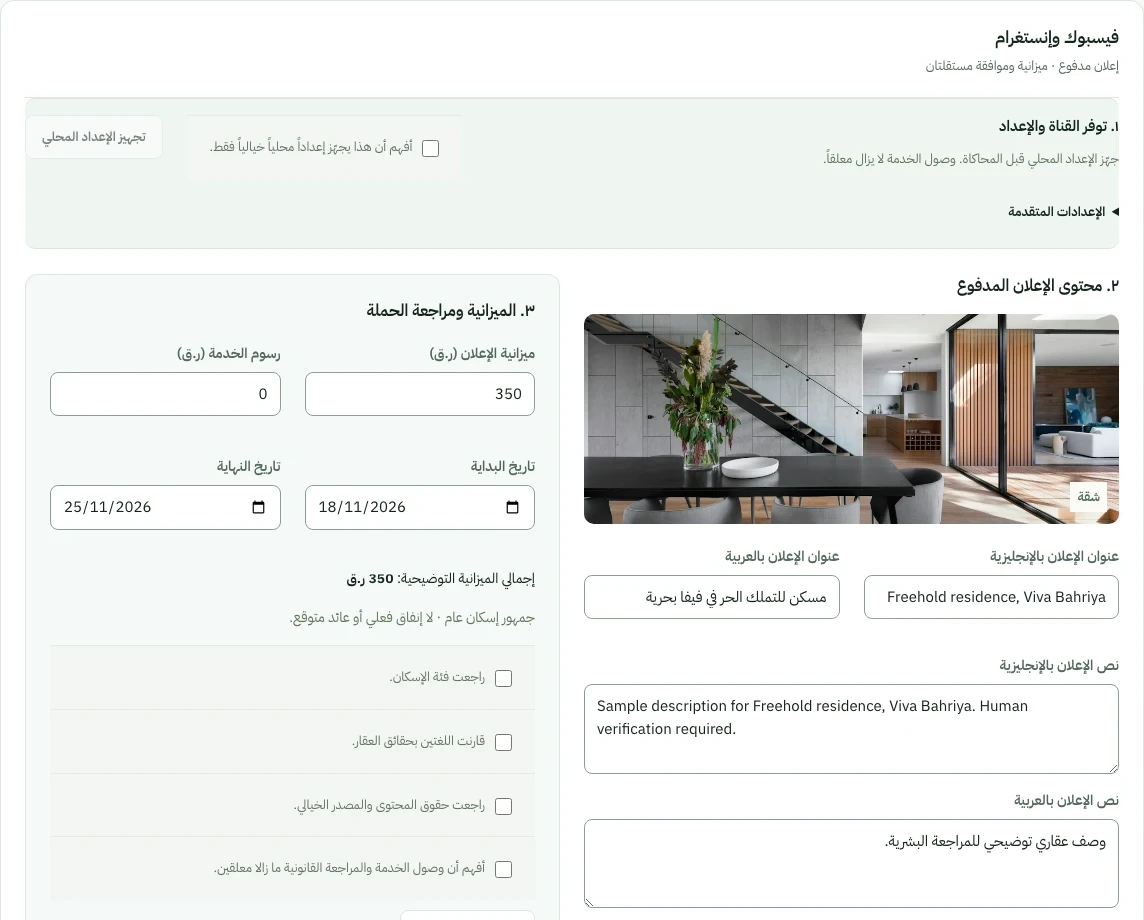 فيسبوك وإنستغرام
إعلان مدفوع · ميزانية وموافقة مستقلتان
١. توفر القناة والإعداد
جهّز الإعداد المحلي قبل المحاكاة. وصول الخدمة لا يزال معلقاً.
أفهم أن هذا يجهّز إعداداً محلياً خيالياً فقط.
تجهيز الإعداد المحلي
الإعدادات المتقدمة
٢. محتوى الإعلان المدفوع
شقة
عنوان الإعلان بالإنجليزية
عنوان الإعلان بالعربية
Freehold residence, Viva Bahriya
مسكن للتملك الحر في فيفا بحرية
نص الإعلان بالإنجليزية
Sample description for Freehold residence, Viva Bahriya. Human
verification required.
نص الإعلان بالعربية
وصف عقاري توضيحي للمراجعة البشرية.
٣. الميزانية ومراجعة الحملة
ميزانية الإعلان (ر.ق)
رسوم الخدمة (ر.ق)
350
0
تاريخ البداية
تاريخ النهاية
18/11/2026
25/11/2026
إجمالي الميزانية التوضيحية: 350 ر.ق
جمهور إسكان عام · لا إنفاق فعلي أو عائد متوقع.
راجعت فئة الإسكان.
قارنت اللغتين بحقائق العقار.
راجعت حقوق المحتوى والمصدر الخيالي.
أفهم أن وصول الخدمة والمراجعة القانونية ما زالا معلقين.